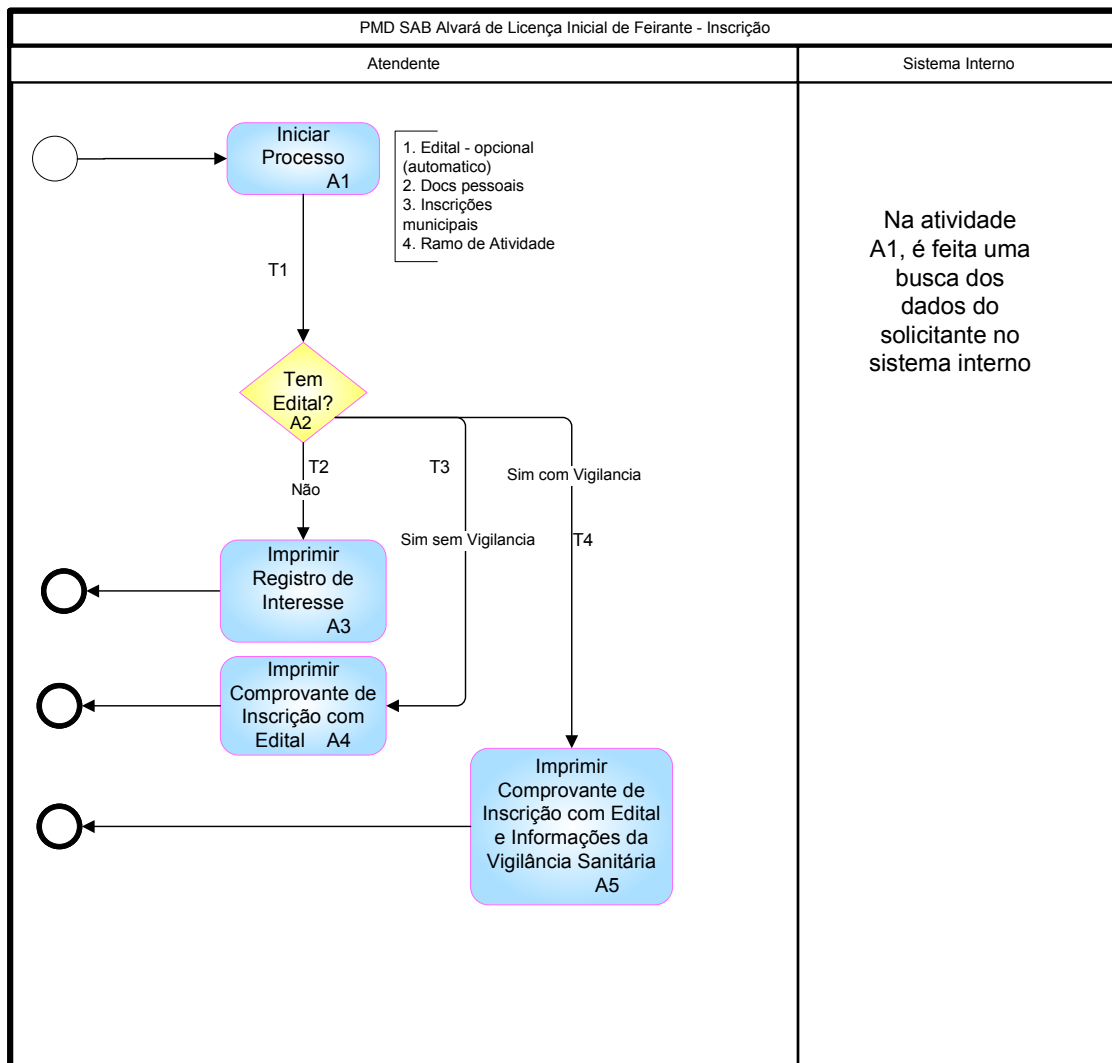 PMD SAB Alvará de Licença Inicial de Feirante - Inscrição
Atendente
Sistema Interno
Iniciar
Processo
A1
1. Edital - opcional
(automatico)
2. Docs pessoais
3. Inscrições
municipais
4. Ramo de Atividade
Na atividade
A1, é feita uma
busca dos
dados do
solicitante no
sistema interno
T1
Tem
Edital?
A2
T2
Não
T3
Sim sem Vigilancia
Sim com Vigilancia
T4
Imprimir
Registro de
Interesse
A3
Imprimir
Comprovante de
Inscrição com
Edital A4
Imprimir
Comprovante de
Inscrição com Edital
e Informações da
Vigilância Sanitária
A5